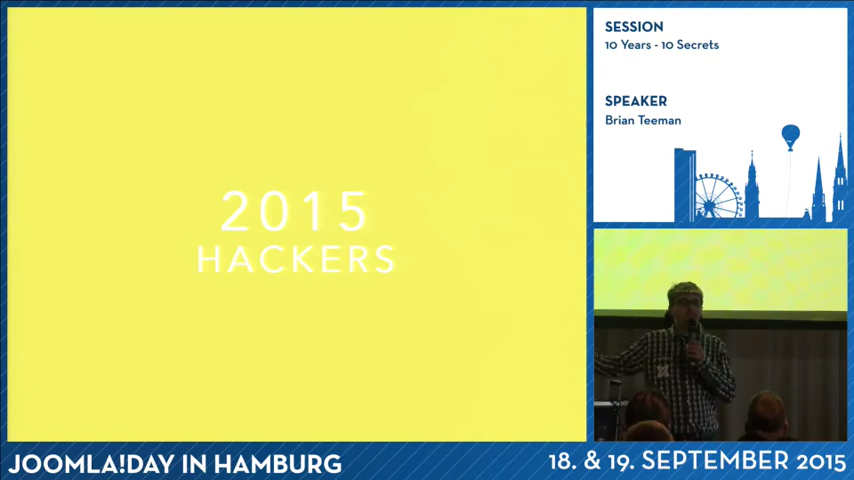 2015
HACKERS
SESSION
10 Years - 10 Secrets
SPEAKER
Brian Teeman
JOOMLA!DAY IN HAMBURG
18. & 19. SEPTEMBER 2015